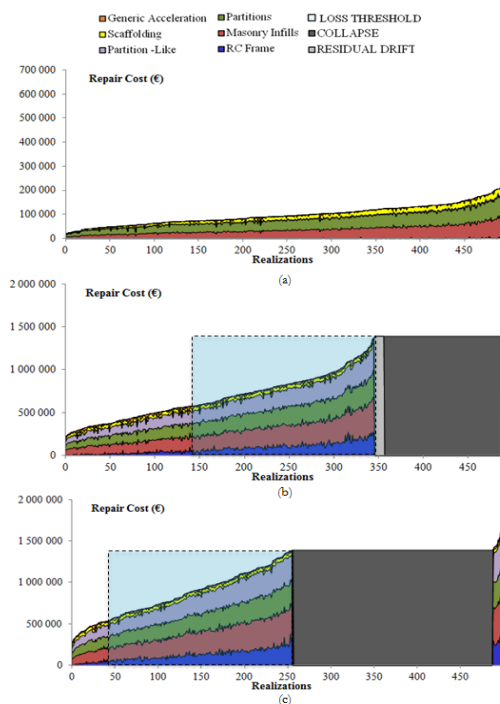 Generic Acceleration Partitions LOSS THRESHOLD
Scaffolding Masonry Infills COLLAPSE
Partition -Like RC Frame RESIDUAL DRIFT
700 000
Repair Cost (€)
600 000
500 000
400 000
300 000
200 000
100 000
0
0 50 100 150 200 250 300 350 400 450
Realizations
(a)
2 000 000
Repair Cost (€)
1 500 000
1 000 000
500 000
0
0 50 100 150 200 250 300 350 400 450
Realizations
(b)
2 000 000
Repair Cost (€)
1 500 000
1 000 000
500 000
0
0 50 100 150 200 250 300 350 400 450
Realizations
(c)